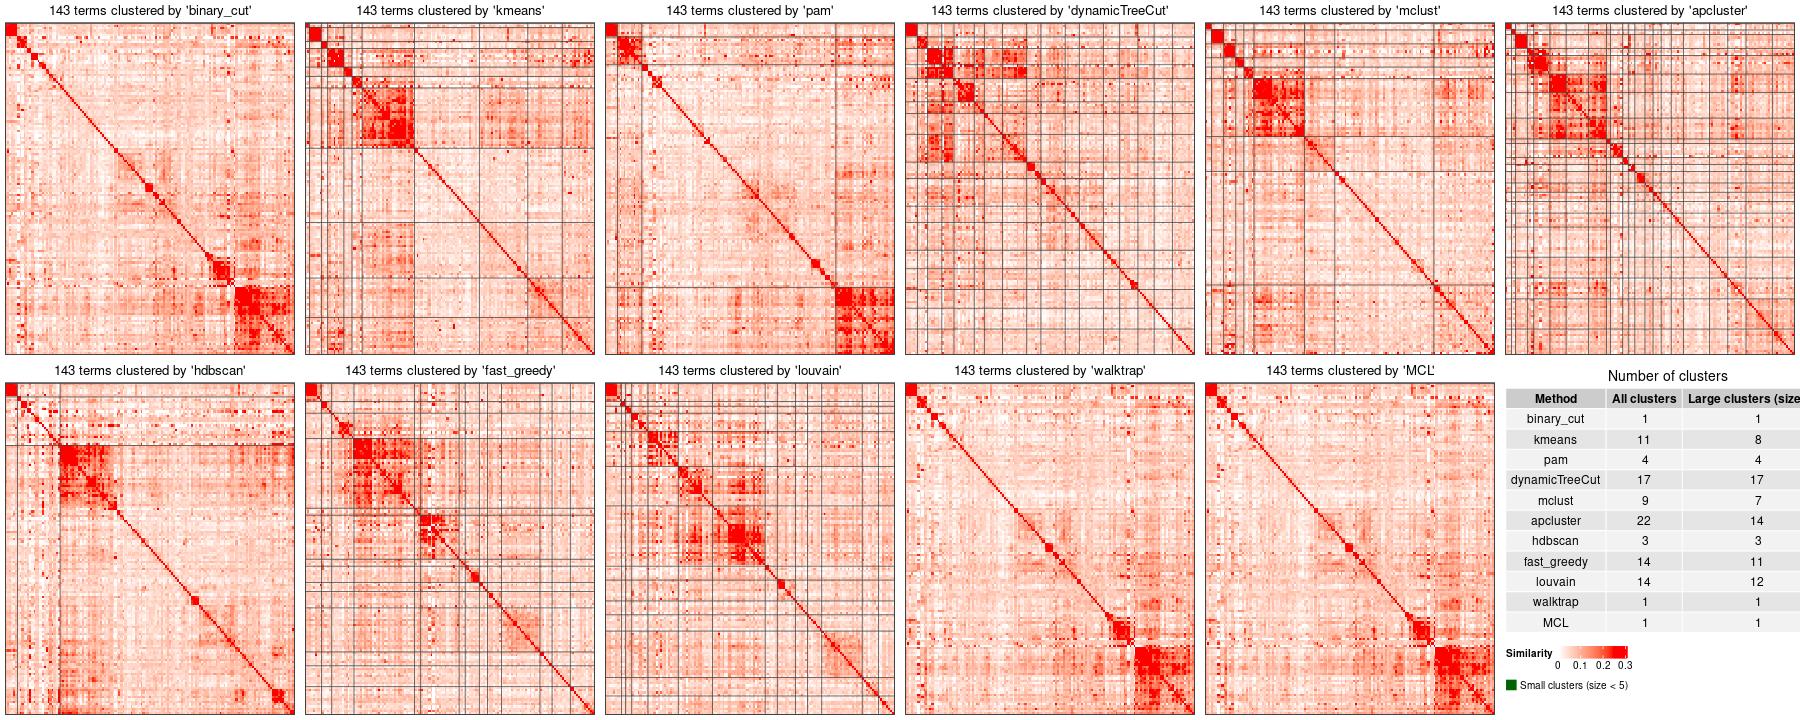 143 terms clustered by 'binary_cut'
143 terms clustered by 'kmeans'
143 terms clustered by 'pam'
143 terms clustered by 'dynamicTreeCut'
143 terms clustered by 'mclust'
143 terms clustered by 'apcluster'
143 terms clustered by 'hdbscan'
143 terms clustered by 'fast_greedy'
143 terms clustered by 'louvain'
143 terms clustered by 'walktrap'
143 terms clustered by 'MCL'
Number of clusters
Method All clusters Large clusters (size
binary_cut 1 1
kmeans 11 8
pam 4 4
dynamicTreeCut 17 17
mclust 9 7
apcluster 22 14
hdbscan 3 3
fast_greedy 14 11
louvain 14 12
walktrap 1 1
MCL 1 1
Similarity
0 0.1 0.2 0.3
Small clusters (size < 5)